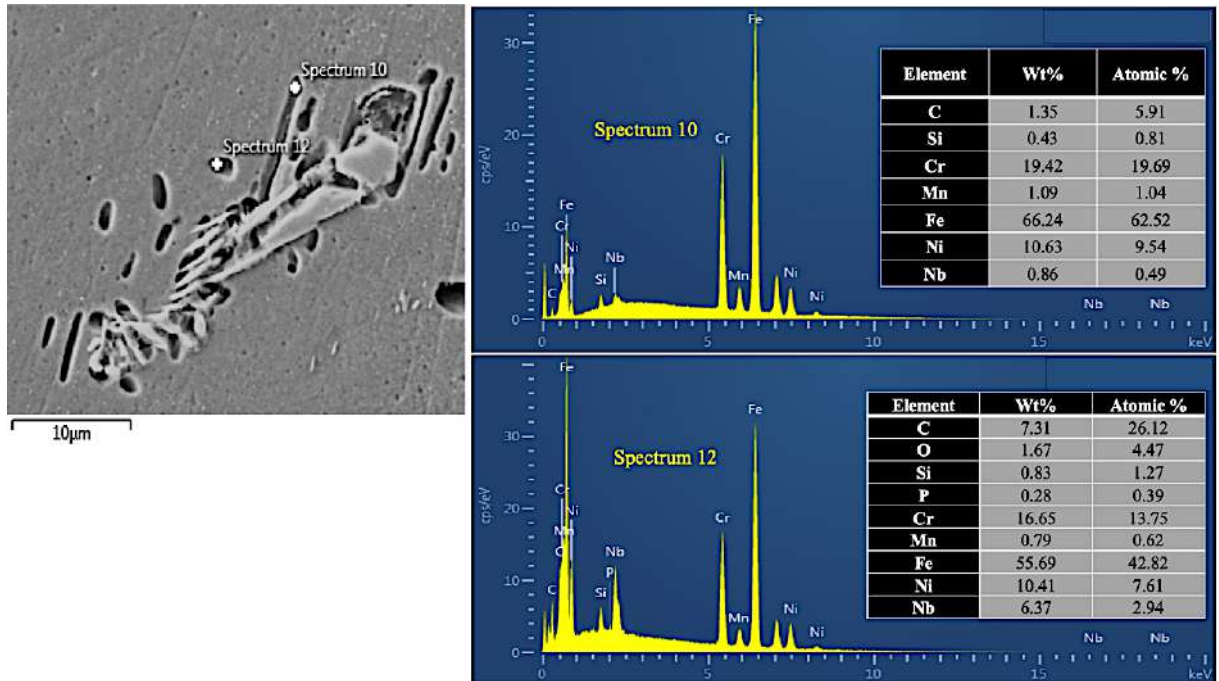 Spectrum 10
Spectrum 12
10μm
30
20
10
0
cps/eV
Fe
Cr
Ni
Mn
C
Si
Nb
Spectrum 10
Cr
Fe
Mn
Ni
Ni
Nb
Nb
0
5
10
15
keV
Element Wt% Atomic %
C 1.35 5.91
Si 0.43 0.81
Cr 19.42 19.69
Mn 1.09 1.04
Fe 66.24 62.52
Ni 10.63 9.54
Nb 0.86 0.49
30
20
10
0
cps/eV
Fe
Cr
Ni
Mn
O
C
Si
Nb
P
Spectrum 12
Cr
Fe
Mn
Ni
Ni
Nb
Nb
0
5
10
15
keV
Element Wt% Atomic %
C 7.31 26.12
O 1.67 4.47
Si 0.83 1.27
P 0.28 0.39
Cr 16.65 13.75
Mn 0.79 0.62
Fe 55.69 42.82
Ni 10.41 7.61
Nb 6.37 2.94